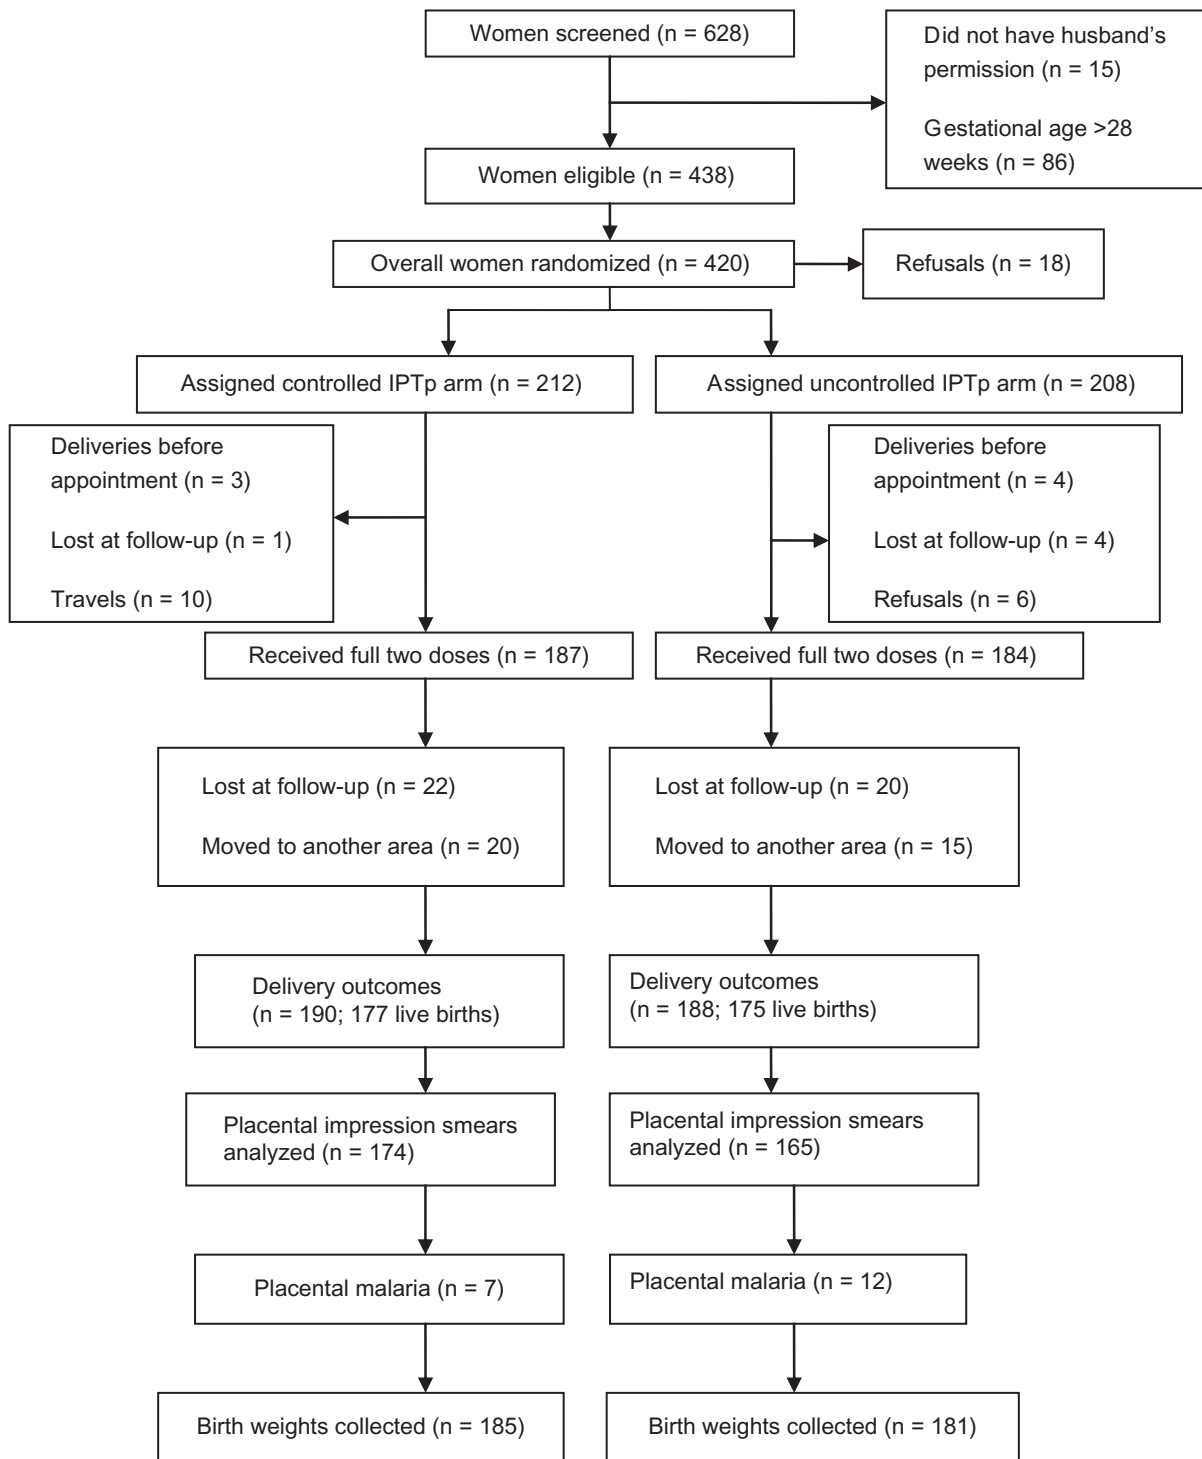 Women screened (n = 628)
Did not have husband's
permission (n = 15)
Gestational age >28
weeks (n = 86)
Women eligible (n = 438)
Overall women randomized (n = 420)
Refusals (n = 18)
Assigned controlled IPTp arm (n = 212)
Assigned uncontrolled IPTp arm (n = 208)
Deliveries before
appointment (n = 3)
Lost at follow-up (n = 1)
Travels (n = 10)
Deliveries before
appointment (n = 4)
Lost at follow-up (n = 4)
Refusals (n = 6)
Received full two doses (n = 187)
Received full two doses (n = 184)
Lost at follow-up (n = 22)
Moved to another area (n = 20)
Lost at follow-up (n = 20)
Moved to another area (n = 15)
Delivery outcomes
(n = 190; 177 live births)
Delivery outcomes
(n = 188; 175 live births)
Placental impression smears
analyzed (n = 174)
Placental impression smears
analyzed (n = 165)
Placental malaria (n = 7)
Placental malaria (n = 12)
Birth weights collected (n = 185)
Birth weights collected (n = 181)